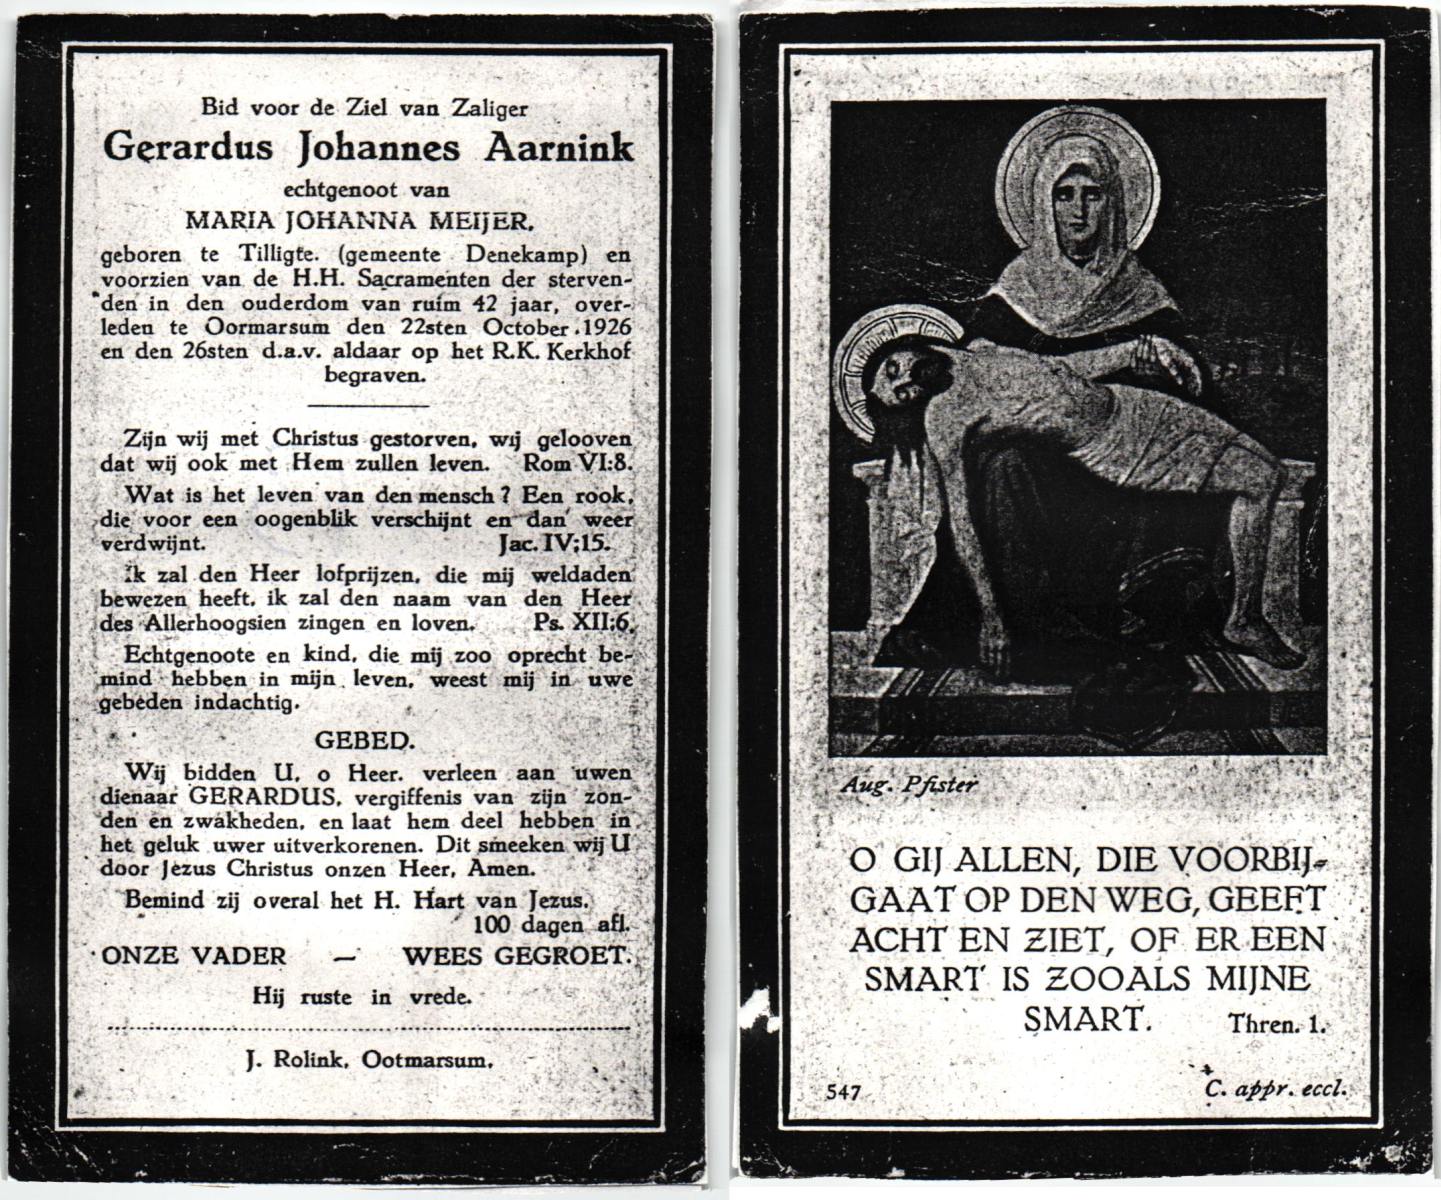 Bid voor de Ziel van Zaliger
Gerardus Johannes Aarnink
echtgenoot van
MARIA JOHANNA MEIJER,
geboren te Tilligte. (gemeente Denekamp) en
voorzien van de H.H. Sacramenten der sterven-
den in den ouderdom van ruim 42 jaar, over-
leden te Oormarsum den 22sten October 1926
en den 26sten d.a.v. aldaar op het R.K. Kerkhof
begraven.
Zijn wij met Christus gestorven, wij gelooven
dat wij ook met Hem zullen leven. Rom VI:8.
Wat is het leven van den mensch? Een rook,
die voor een oogenblik verschijnt en dan weer
verdwijnt. Jac. IV;15.
Ik zal den Heer lofprijzen, die mij weldaden
bewezen heeft, ik zal den naam van den Heer
des Allerhoogsien zingen en loven. Ps. XII:6.
Echtgenoote en kind, die mij zoo oprecht be-
mind hebben in mijn leven, weest mij in uwe
gebeden indachtig.
GEBED.
Wij bidden U, o Heer, verleen aan uwen
dienaar GERARDUS, vergiffenis van zijn zon-
den en zwakheden, en laat hem deel hebben in
het geluk uwer uitverkorenen. Dit smeeken wij U
door Jezus Christus onzen Heer, Amen.
Bemind zij overal het H. Hart van Jezus.
100 dagen afl.
ONZE VADER — WEES GEGROET.
Hij ruste in vrede.
J. Rolink, Ootmarsum.
Aug. Pfister
O GIJ ALLEN, DIE VOORBIJ-
GAAT OP DEN WEG, GEEFT
ACHT EN ZIET, OF ER EEN
SMART IS ZOOALS MIJNE
SMART. Thren. 1.
547 C. appr. eccl.